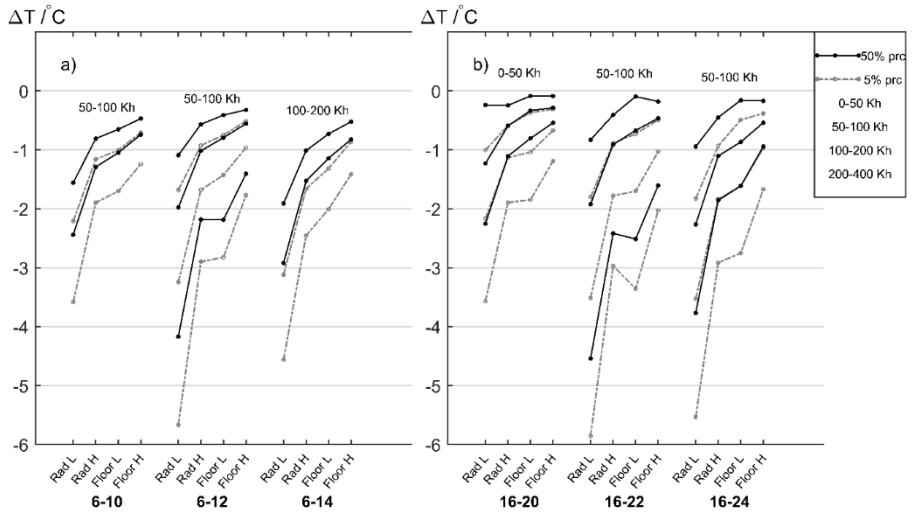 ΔT /°C
a)
50-100 Kh
50-100 Kh
100-200 Kh
0
-1
-2
-3
-4
-5
-6
Rad L
Rad H
Floor L
Floor H
Rad L
Rad H
Floor L
Floor H
Rad L
Rad H
Floor L
Floor H
6-10
6-12
6-14
ΔT /°C
b)
0-50 Kh
50-100 Kh
50-100 Kh
0
-1
-2
-3
-4
-5
-6
Rad L
Rad H
Floor L
Floor H
Rad L
Rad H
Floor L
Floor H
Rad L
Rad H
Floor L
Floor H
16-20
16-22
16-24
50% prc
5% prc
0-50 Kh
50-100 Kh
100-200 Kh
200-400 Kh